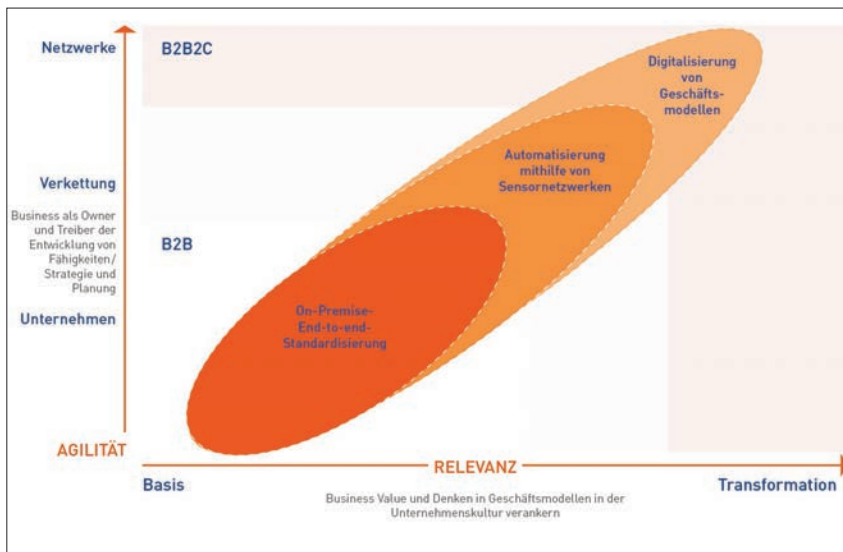 Netzwerke
B2B2C
Digitalisierung
von
Geschäfts-
modellen
Automatisierung
mithilfe von
Sensornetzwerken
Verkettung
Business als Owner
und Treiber der
Entwicklung von
Fähigkeiten/
Strategie und
Planung
B2B
Unternehmen
On-Premise-
End-to-end-
Standardisierung
AGILITÄT
RELEVANZ
Basis
Transformation
Business Value und Denken in Geschäftsmodellen in der
Unternehmenskultur verankern